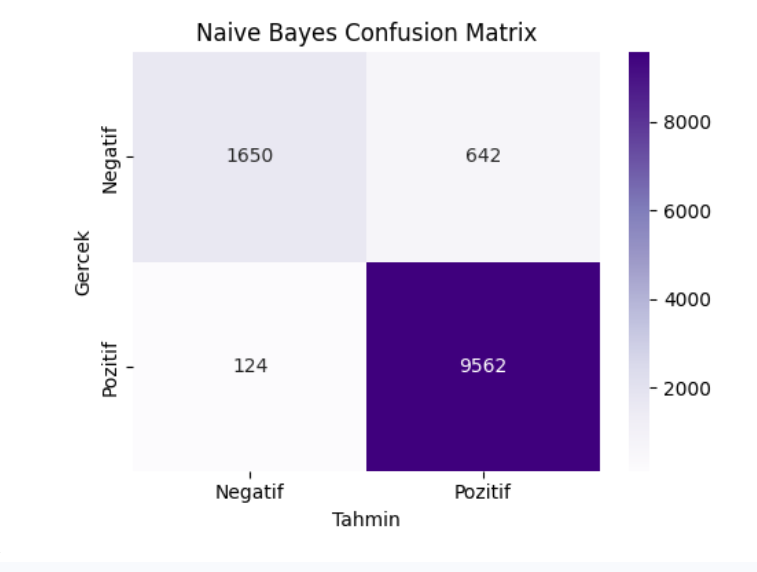 Naive Bayes Confusion Matrix
Negatif
1650
642
8000
6000
Gercek
4000
Pozitif
124
9562
2000
Negatif
Pozitif
Tahmin